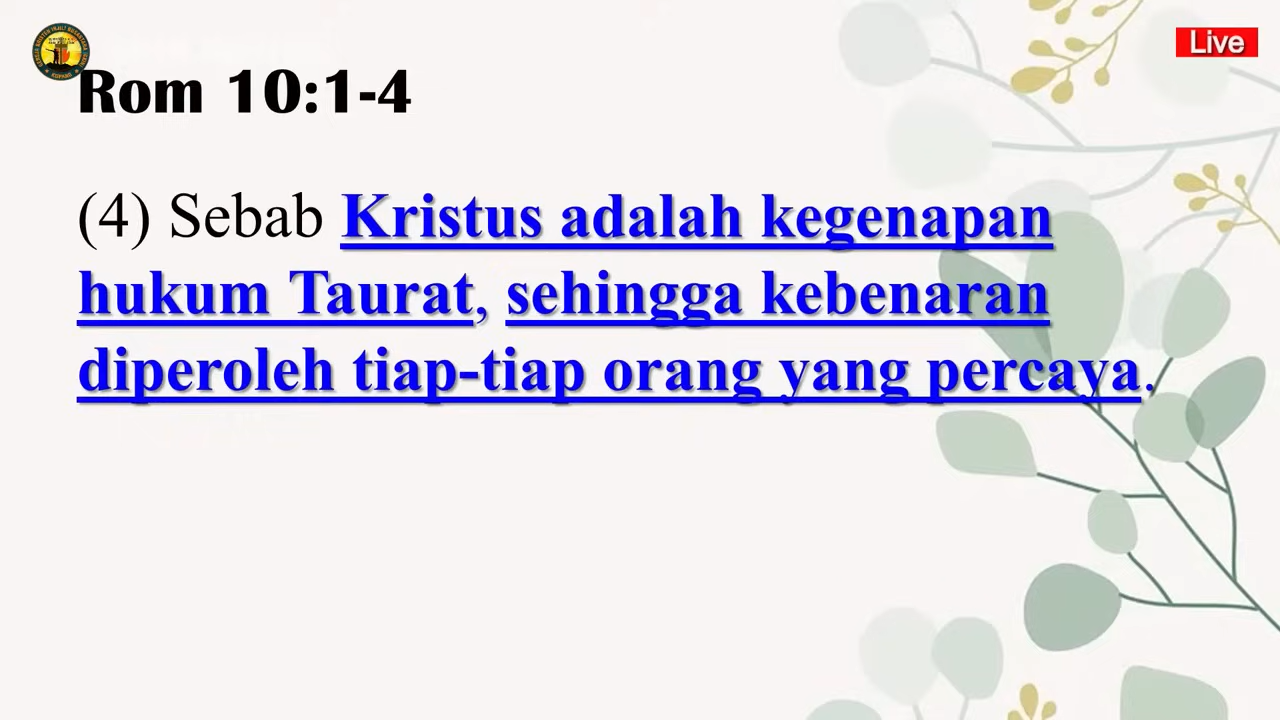 Live
Rom 10:1-4
(4) Sebab Kristus adalah kegenapan
hukum Taurat, sehingga kebenaran
diperoleh tiap-tiap orang yang percaya.